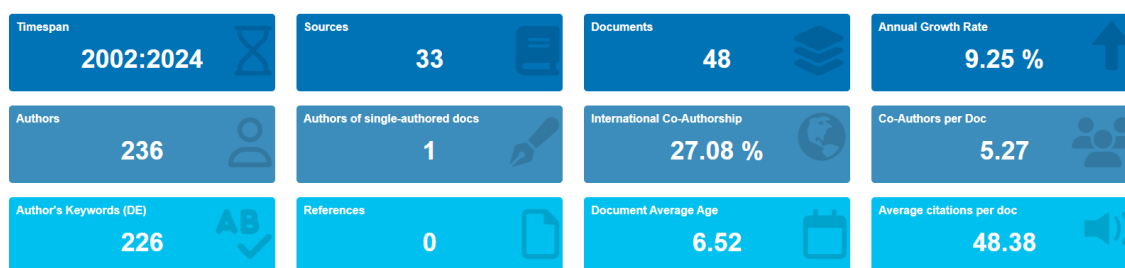 Timespan
2002:2024
Sources
33
Documents
48
Annual Growth Rate
9.25 %
Authors
236
Authors of single-authored docs
1
International Co-Authorship
27.08 %
Co-Authors per Doc
5.27
Author's Keywords (DE)
226
AB
References
0
Document Average Age
6.52
Average citations per doc
48.38